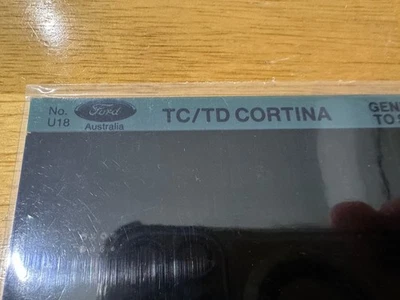 No.
U18
Ford
Australia
TC/TD CORTINA
GEN
TO